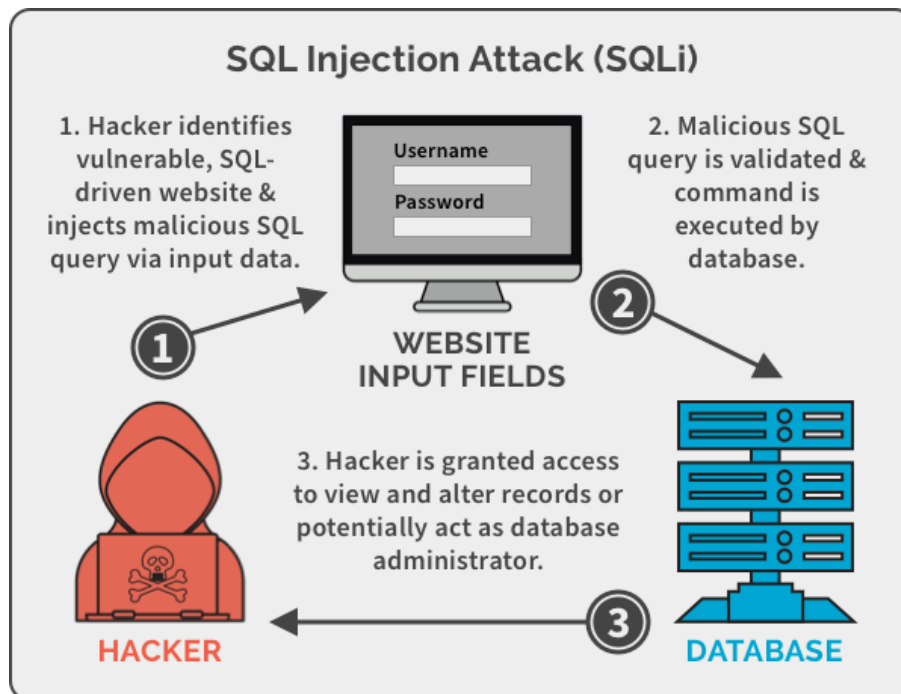 SQL Injection Attack (SQLi)
1. Hacker identifies
vulnerable, SQL-
driven website &
injects malicious SQL
query via input data.
Username
Password
2. Malicious SQL
query is validated &
command is
executed by
database.
1
2
WEBSITE
INPUT FIELDS
3. Hacker is granted access
to view and alter records or
potentially act as database
administrator.
3
HACKER
DATABASE